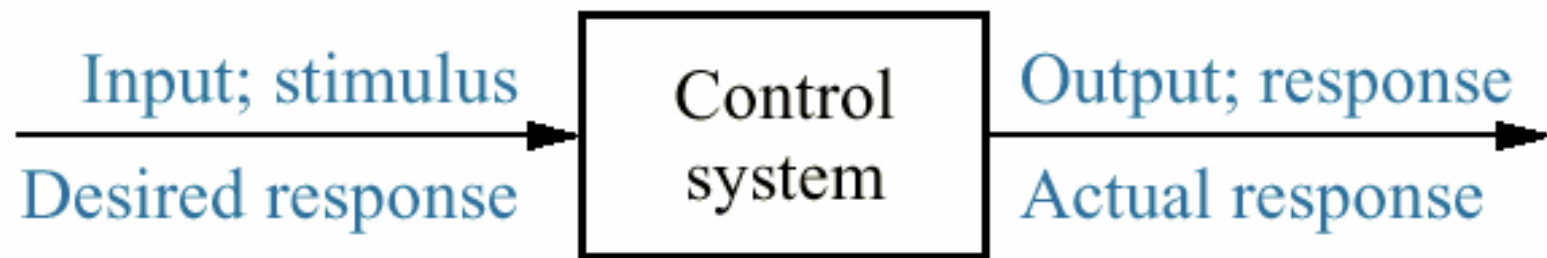 Input; stimulus
Desired response
Control
system
Output; response
Actual response